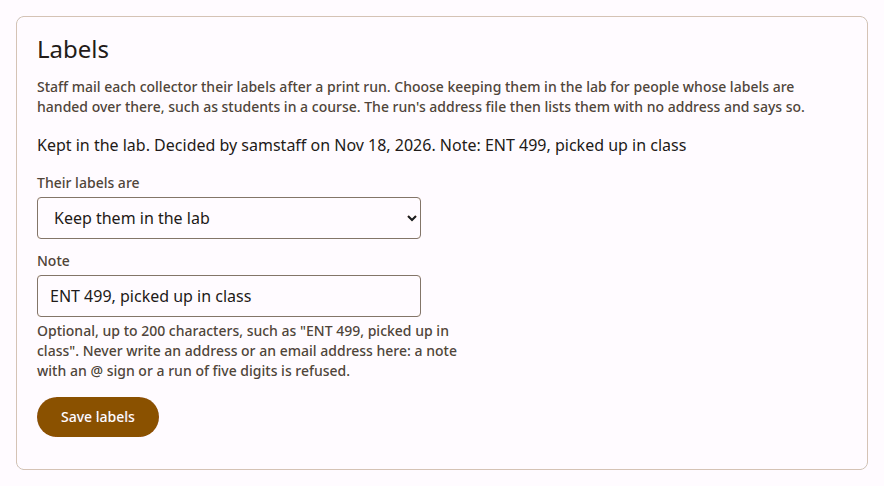 Labels
Staff mail each collector their labels after a print run. Choose keeping them in the lab for people whose labels are
handed over there, such as students in a course. The run's address file then lists them with no address and says so.
Kept in the lab. Decided by samstaff on Nov 18, 2026. Note: ENT 499, picked up in class
Their labels are
Keep them in the lab
Note
ENT 499, picked up in class
Optional, up to 200 characters, such as "ENT 499, picked up in
class". Never write an address or an email address here: a note
with an @ sign or a run of five digits is refused.
Save labels